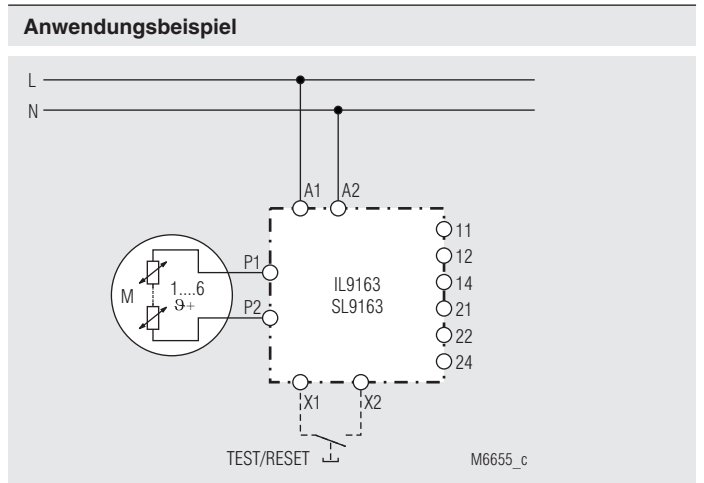 Anwendungsbeispiel
L
N
A1 A2
11
12
14
21
22
24
P1
P2
M
1....6
ϑ+
IL9163
SL9163
X1 X2
TEST/RESET
M6655_c